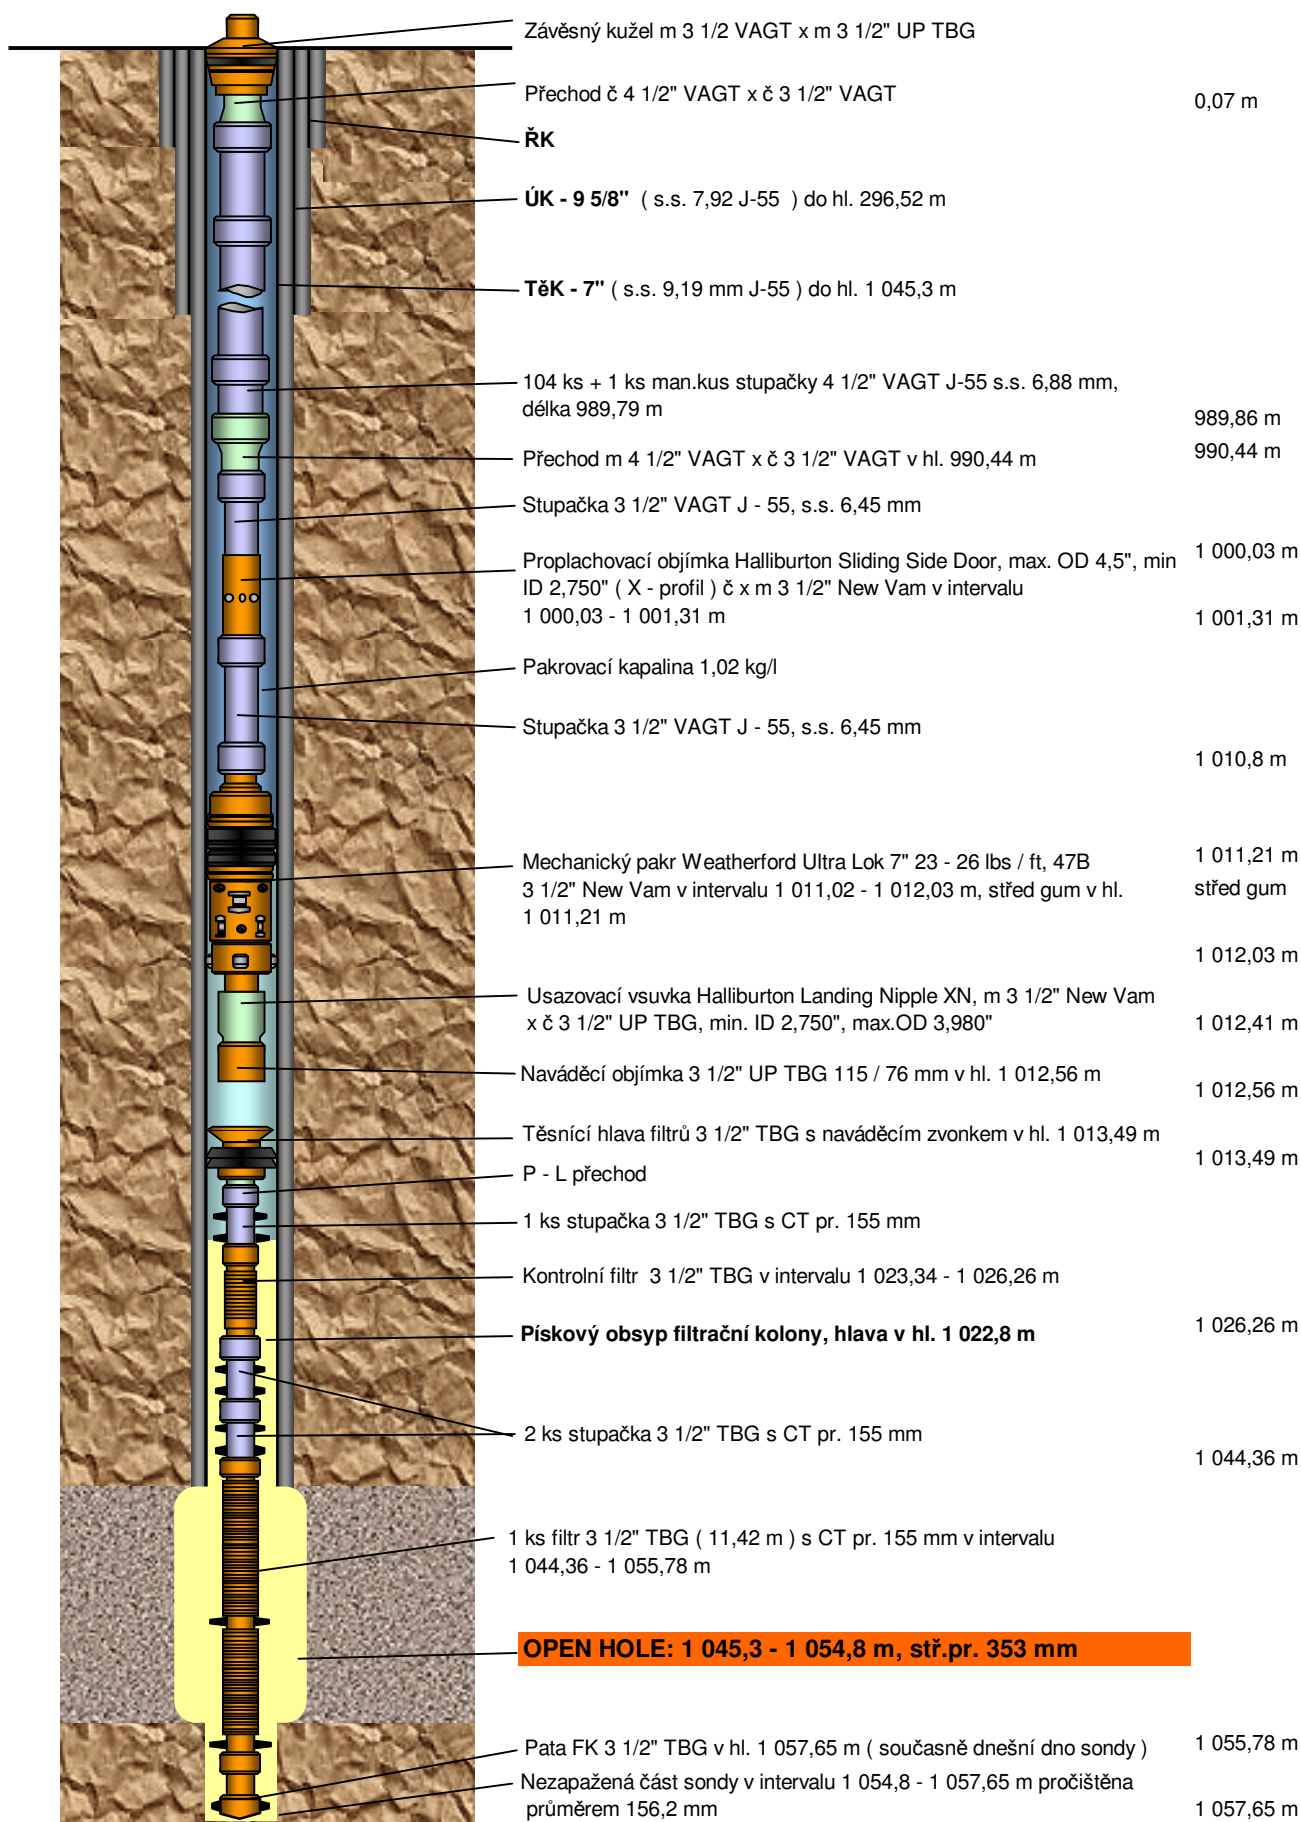 Závěsný kužel m 3 1/2 VAGT x m 3 1/2" UP TBG
Přechod č 4 1/2" VAGT x č 3 1/2" VAGT
0,07 m
ŘK
ÚK - 9 5/8" ( s.s. 7,92 J-55 ) do hl. 296,52 m
TěK - 7" ( s.s. 9,19 mm J-55 ) do hl. 1 045,3 m
104 ks + 1 ks man.kus stupačky 4 1/2" VAGT J-55 s.s. 6,88 mm,
délka 989,79 m
989,86 m
Přechod m 4 1/2" VAGT x č 3 1/2" VAGT v hl. 990,44 m
990,44 m
Stupačka 3 1/2" VAGT J - 55, s.s. 6,45 mm
1 000,03 m
Proplachovací objímka Halliburton Sliding Side Door, max. OD 4,5", min
ID 2,750" ( X - profil ) č x m 3 1/2" New Vam v intervalu
1 000,03 - 1 001,31 m
1 001,31 m
Pakrovací kapalina 1,02 kg/l
Stupačka 3 1/2" VAGT J - 55, s.s. 6,45 mm
1 010,8 m
Mechanický pakr Weatherford Ultra Lok 7" 23 - 26 lbs / ft, 47B
3 1/2" New Vam v intervalu 1 011,02 - 1 012,03 m, střed gum v hl.
1 011,21 m
1 011,21 m
střed gum
1 012,03 m
Usazovací vsuvka Halliburton Landing Nipple XN, m 3 1/2" New Vam
x č 3 1/2" UP TBG, min. ID 2,750", max.OD 3,980"
1 012,41 m
Naváděcí objímka 3 1/2" UP TBG 115 / 76 mm v hl. 1 012,56 m
1 012,56 m
Těsnící hlava filtrů 3 1/2" TBG s naváděcím zvonkem v hl. 1 013,49 m
1 013,49 m
P - L přechod
1 ks stupačka 3 1/2" TBG s CT pr. 155 mm
Kontrolní filtr 3 1/2" TBG v intervalu 1 023,34 - 1 026,26 m
Pískový obsyp filtrační kolony, hlava v hl. 1 022,8 m
1 026,26 m
2 ks stupačka 3 1/2" TBG s CT pr. 155 mm
1 044,36 m
1 ks filtr 3 1/2" TBG ( 11,42 m ) s CT pr. 155 mm v intervalu
1 044,36 - 1 055,78 m
OPEN HOLE: 1 045,3 - 1 054,8 m, stř.pr. 353 mm
Pata FK 3 1/2" TBG v hl. 1 057,65 m ( současně dnešní dno sondy )
1 055,78 m
Nezapažená část sondy v intervalu 1 054,8 - 1 057,65 m pročištěna
průměrem 156,2 mm
1 057,65 m